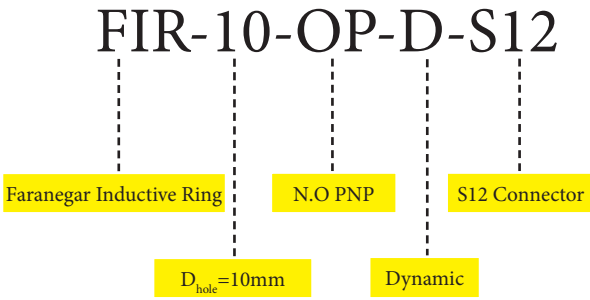 FIR-10-OP-D-S12
Faranegar Inductive Ring
N.O PNP
S12 Connector
Dhole=10mm
Dynamic